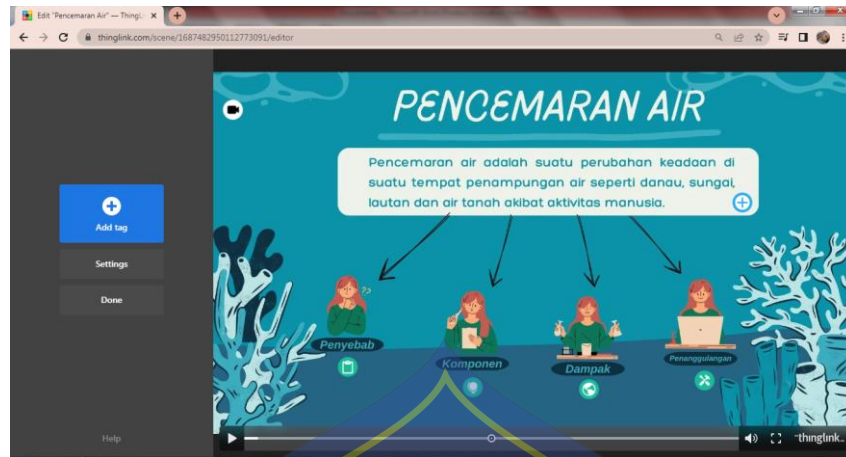 Edit "Pencemaran Air" — ThingL
thinglink.com/scene/1687482950112773091/editor
PENCEMARAN AIR
Pencemaran air adalah suatu perubahan keadaan di
suatu tempat penampungan air seperti danau, sungai,
lautan dan air tanah akibat aktivitas manusia.
Add tag
Settings
Done
??
Penyebab
Komponen
Dampak
Penanggulangan
Help
thinglink..